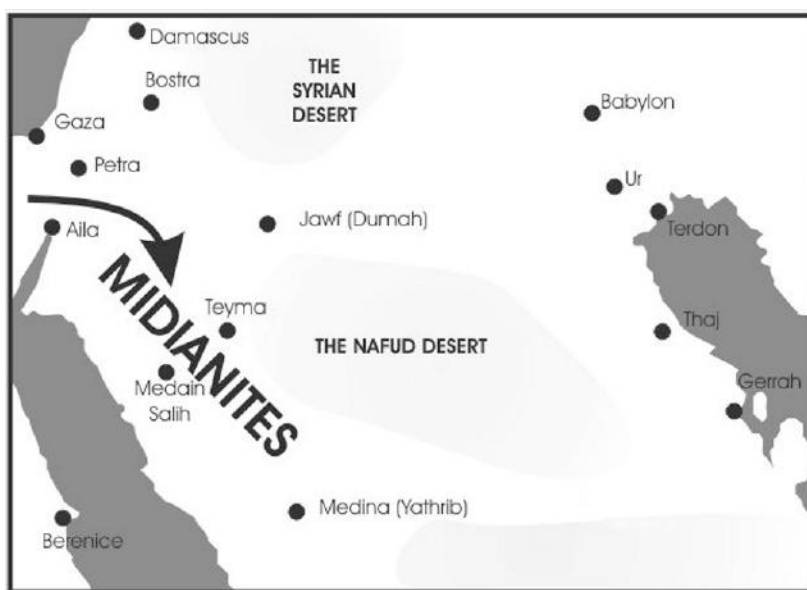 Damascus
THE
SYRIAN
DESERT
Bostra
Babylon
Gaza
Petra
Ur
Aila
Jawf (Dumah)
Terdon
MIDIANITES
Teyma
THE NAFUD DESERT
Thaj
Medain
Salih
Gerrah
Medina (Yathrib)
Berenice